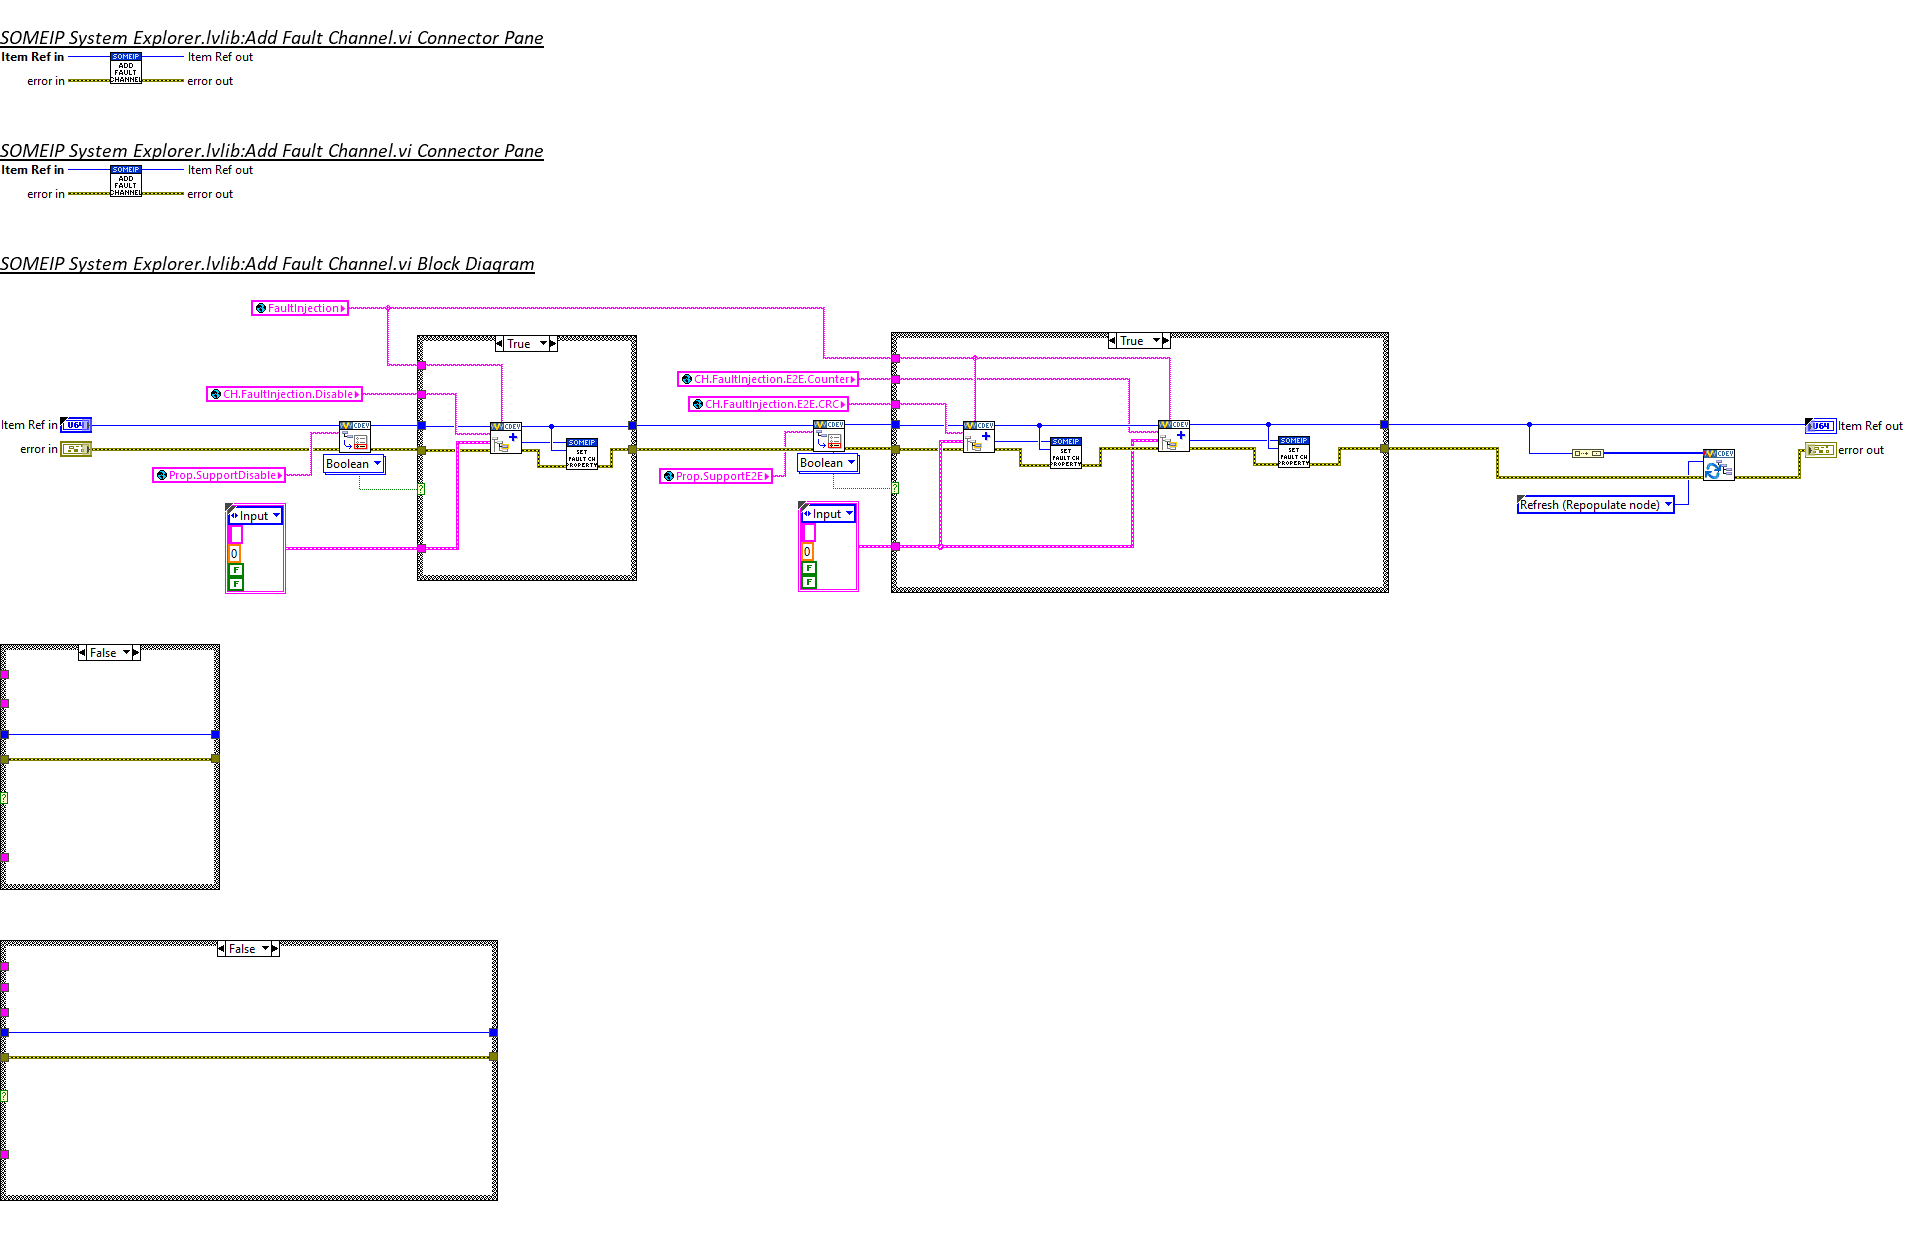 SOMEIP System Explorer.lvlib:Add Fault Channel.vi Connector Pane
Item Ref in SOMEIP Item Ref out
ADD
FAULT
error in CHANNEL error out
SOMEIP System Explorer.lvlib:Add Fault Channel.vi Connector Pane
Item Ref in SOMEIP Item Ref out
ADD
FAULT
error in CHANNEL error out
SOMEIP System Explorer.lvlib:Add Fault Channel.vi Block Diagram
FaultInjection
True True
CH.FaultInjection.E2E.Counter
CH.FaultInjection.Disable
CH.FaultInjection.E2E.CRC
Item Ref in U64 CDEV CDEV CDEV CDEV CDEV U64 Item Ref out
SOMEIP SOMEIP SOMEIP
error in SET SET SET error out
FAULT CH FAULT CH FAULT CH CDEV
PROPERTY PROPERTY PROPERTY
Boolean Boolean
Prop.SupportDisable Prop.SupportE2E
? ?
Refresh (Repopulate node)
Input Input
0 0
F F
F F
False
?
False
?